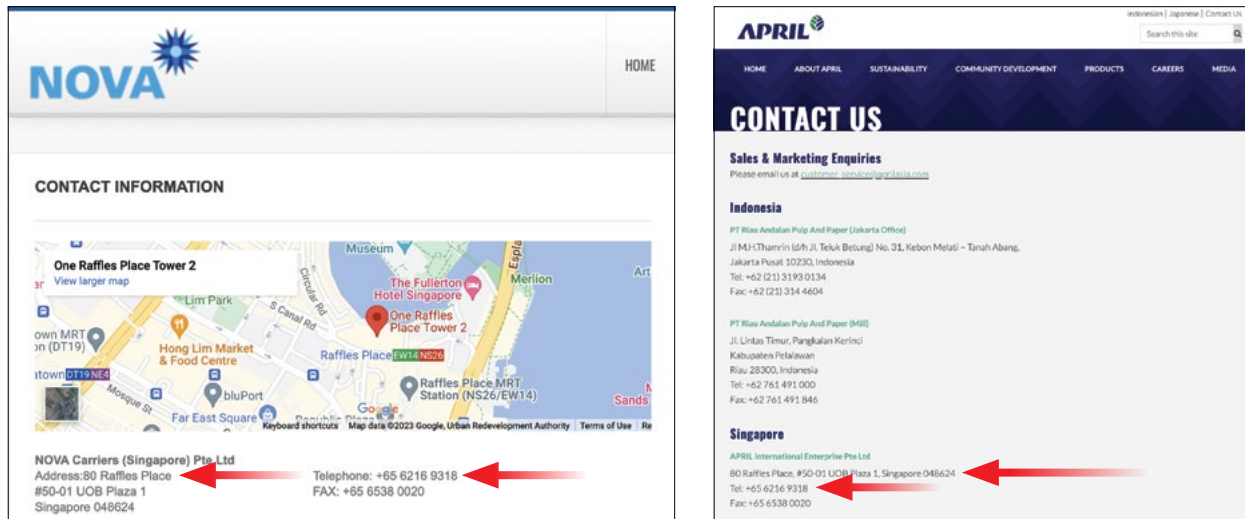 NOVA
HOME
CONTACT INFORMATION
One Raffles Place Tower 2
View larger map
Museum
Espla
Art
The Fullerton
Hotel Singapore
Merlion
Circular Rd
Lim Park
S Canal Rd
One Raffles
Place Tower 2
own MRT
on (DT19)
Hong Lim Market
& Food Centre
Raffles Place EW14 NS26
atown DT19 NE4
Mosque St
bluPort
Raffles Place MRT
Station (NS26/EW14)
Sands
Far East Square
Republic Plaza
Google
Keyboard shortcuts
Map data ©2023 Google, Urban Redevelopment Authority
Terms of Use
Re
NOVA Carriers (Singapore) Pte Ltd
Address:80 Raffles Place
#50-01 UOB Plaza 1
Singapore 048624
Telephone: +65 6216 9318
FAX: +65 6538 0020
APRIL
Indonesian | Japanese | Contact Us
Search this site
HOME ABOUT APRIL SUSTAINABILITY COMMUNITY DEVELOPMENT PRODUCTS CAREERS MEDIA
CONTACT US
Sales & Marketing Enquiries
Please email us at customer_service@aprilasia.com
Indonesia
PT Riau Andalan Pulp And Paper (Jakarta Office)
Jl M.H.Thamrin (d/h Jl. Teluk Betung) No. 31, Kebon Melati – Tanah Abang,
Jakarta Pusat 10230, Indonesia
Tel: +62 (21) 3193 0134
Fax: +62 (21) 314 4604
PT Riau Andalan Pulp And Paper (Mill)
Jl. Lintas Timur, Pangkalan Kerinci
Kabupaten Pelalawan
Riau 28300, Indonesia
Tel: +62 761 491 000
Fax: +62 761 491 846
Singapore
APRIL International Enterprise Pte Ltd
80 Raffles Place, #50-01 UOB Plaza 1, Singapore 048624
Tel: +65 6216 9318
Fax: +65 6538 0020